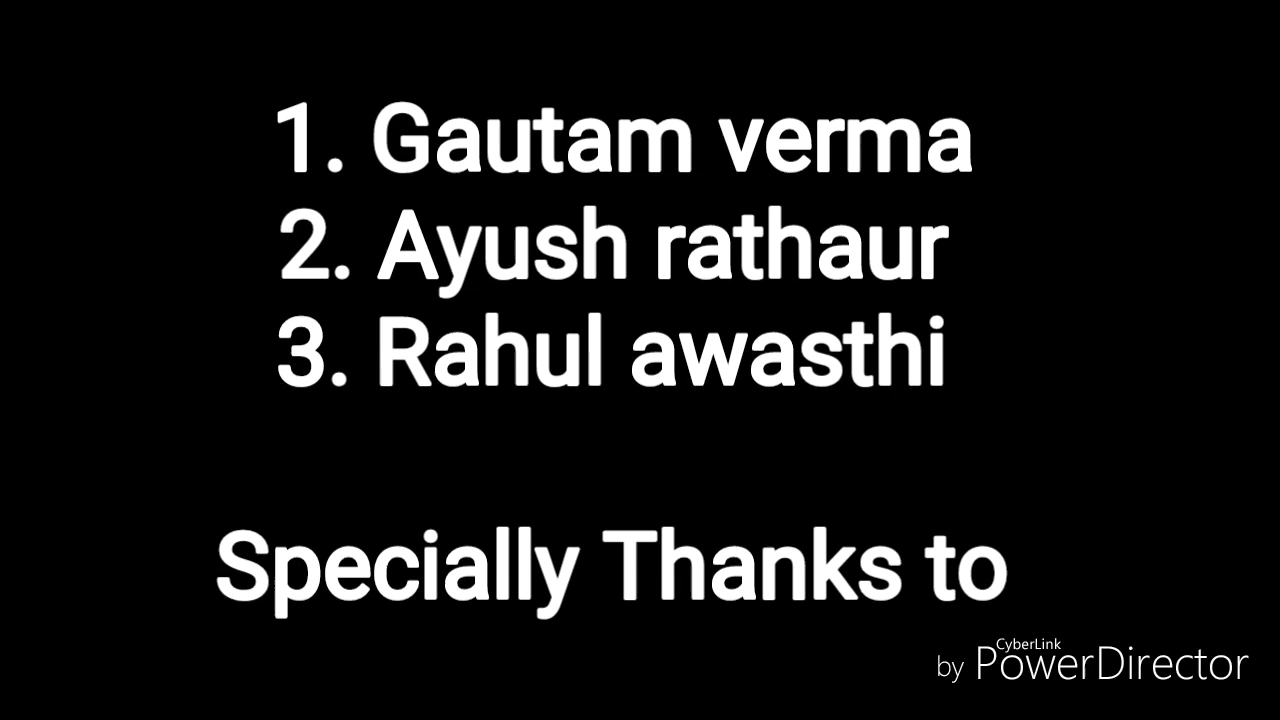 1. Gautam verma
2. Ayush rathaur
3. Rahul awasthi
Specially Thanks to
by CyberLink PowerDirector